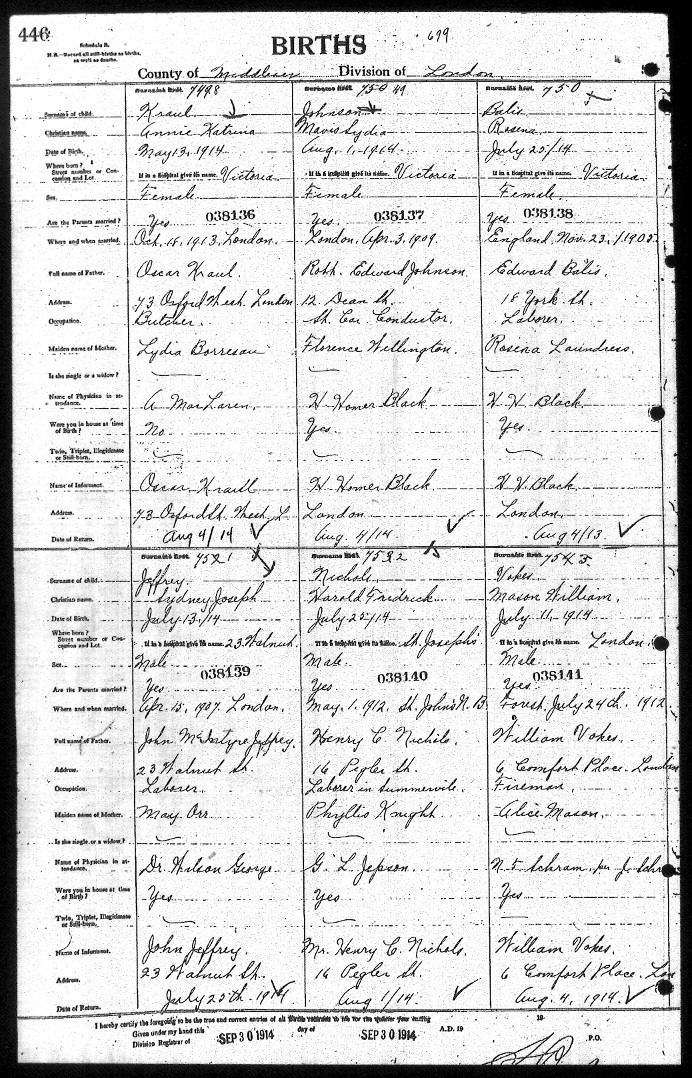 446
Schedule B.
N.B.—Record all still-births as births, as well as deaths.
BIRTHS
699
County of Middlesex Division of London
Surname first. 7498 Surname first. 750 Surname first. 750
Surname of child. Kraul Johnson Balis
Christian name. Annie Katrina Mavis Lydia Rosena
Date of Birth. May 13, 1914 Aug. 1, 1914 July 25/14
Where born? Street number or Concession and Lot. If in a hospital give its name. Victoria If in a hospital give its name. Victoria If in a hospital give its name. Victoria
Sex. Female Female Female
038136 038137 038138
Are the Parents married? Yes Yes. Yes
Where and when married. Oct. 18, 1913, London. London. Apr. 3. 1909. England, Nov. 23, 1905.
Full name of Father. Oscar Kraul. Robt. Edward Johnson Edward Balis.
Address. 73 Oxford West. London 12 Dean St. 18 York St.
Occupation. Butcher. St. Car Conductor. Laborer.
Maiden name of Mother. Lydia Borresau Florence Wellington. Rosena Laundress.
Is she single or a widow?
Name of Physician in attendance. A MacLaren. H Homer Black H H Black
Were you in house at time of Birth? No Yes. Yes.
Twin, Triplet, Illegitimate or Still-born.
Name of Informant. Oscar Kraul H Homer Black H H Black
Address. 73 Oxford St. West. L London London.
Date of Return. Aug 4/14 Aug. 4/14 Aug 4/13
Surname first. 4521 Surname first. 7532 Surname first. 7543
Surname of child. Jeffrey. Nichols Vokes
Christian name. Sydney Joseph Harold Fridrick Mason William.
Date of Birth. July 13/14 July 25/14 July 11, 1914
Where born? Street number or Concession and Lot. If in a hospital give its name. 23 Walnut If in a hospital give its name. St. Joseph's If in a hospital give its name. London
Sex. Male Male Male
038139 038140 038141
Are the Parents married? Yes Yes Yes
Where and when married. Apr. 15, 1907. London. May. 1. 1912. St. John's N. B. Forest, July 24th. 1912.
Full name of Father. John McIntyre Jeffrey. Henry C. Nichols. William Vokes.
Address. 23 Walnut St. 16 Pegler St. 6 Comfort Place. London
Occupation. Laborer. Laborer in Summerville. Fireman.
Maiden name of Mother. May Orr Phyllis Knight Alice Mason.
Is she single or a widow?
Name of Physician in attendance. Dr. Wilson George G. L. Jepson. N. T. Schram, per J. Schr
Were you in house at time of Birth? Yes Yes Yes
Twin, Triplet, Illegitimate or Still-born.
Name of Informant. John Jeffrey. Mr. Henry C. Nichols. William Vokes.
Address. 23 Walnut St. 16 Pegler St. 6 Comfort Place. Lon
Date of Return. July 25th. 1914 Aug 1/14. Aug. 4, 1914.
I hereby certify the foregoing to be the true and correct entries of all Births recorded to me for the quarter year ending 19
Given under my hand this SEP 30 1914 day of SEP 30 1914 A.D. 19
Division Registrar of P.O.